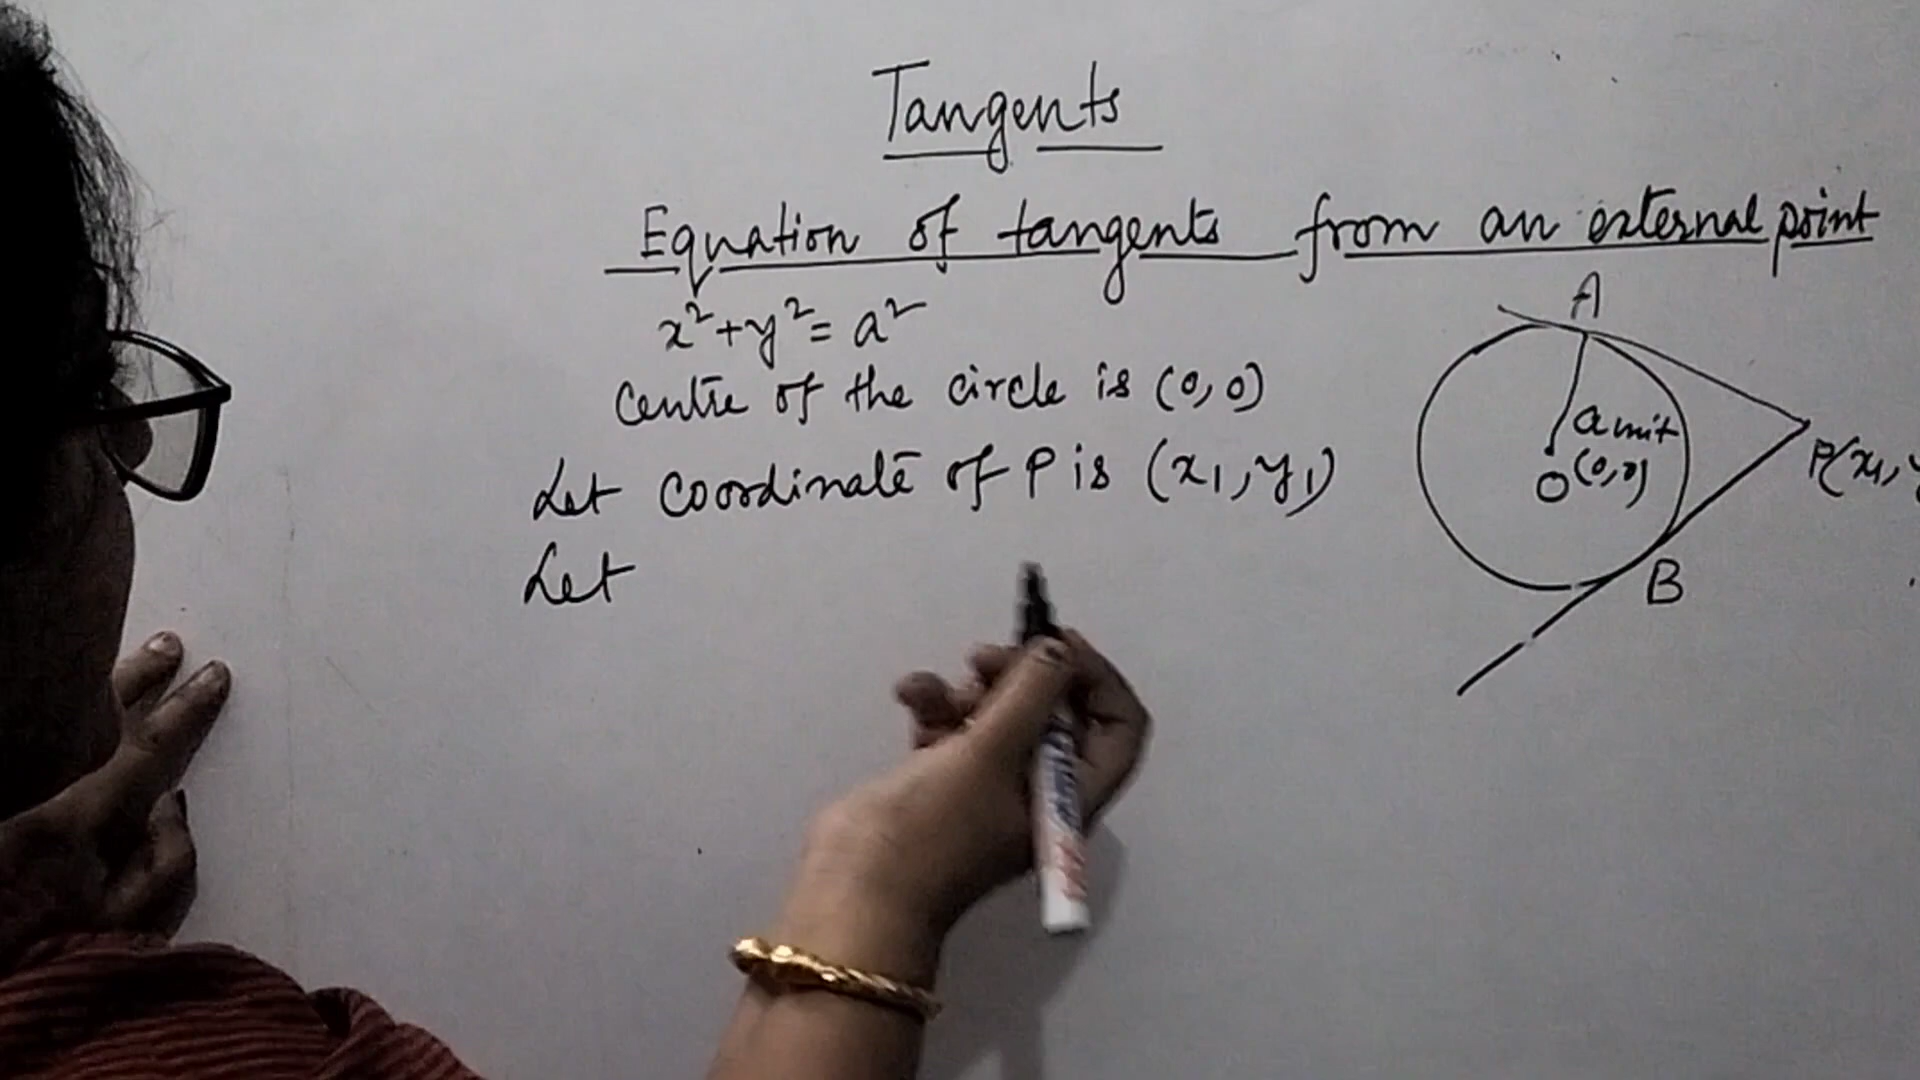 Tangents
Equation of tangents from an external point
x²+y²= a²
Centre of the circle is (0,0)
Let coordinate of P is (x₁,y₁)
Let
A
a unit
O(0,0)
P(x₁, y
B